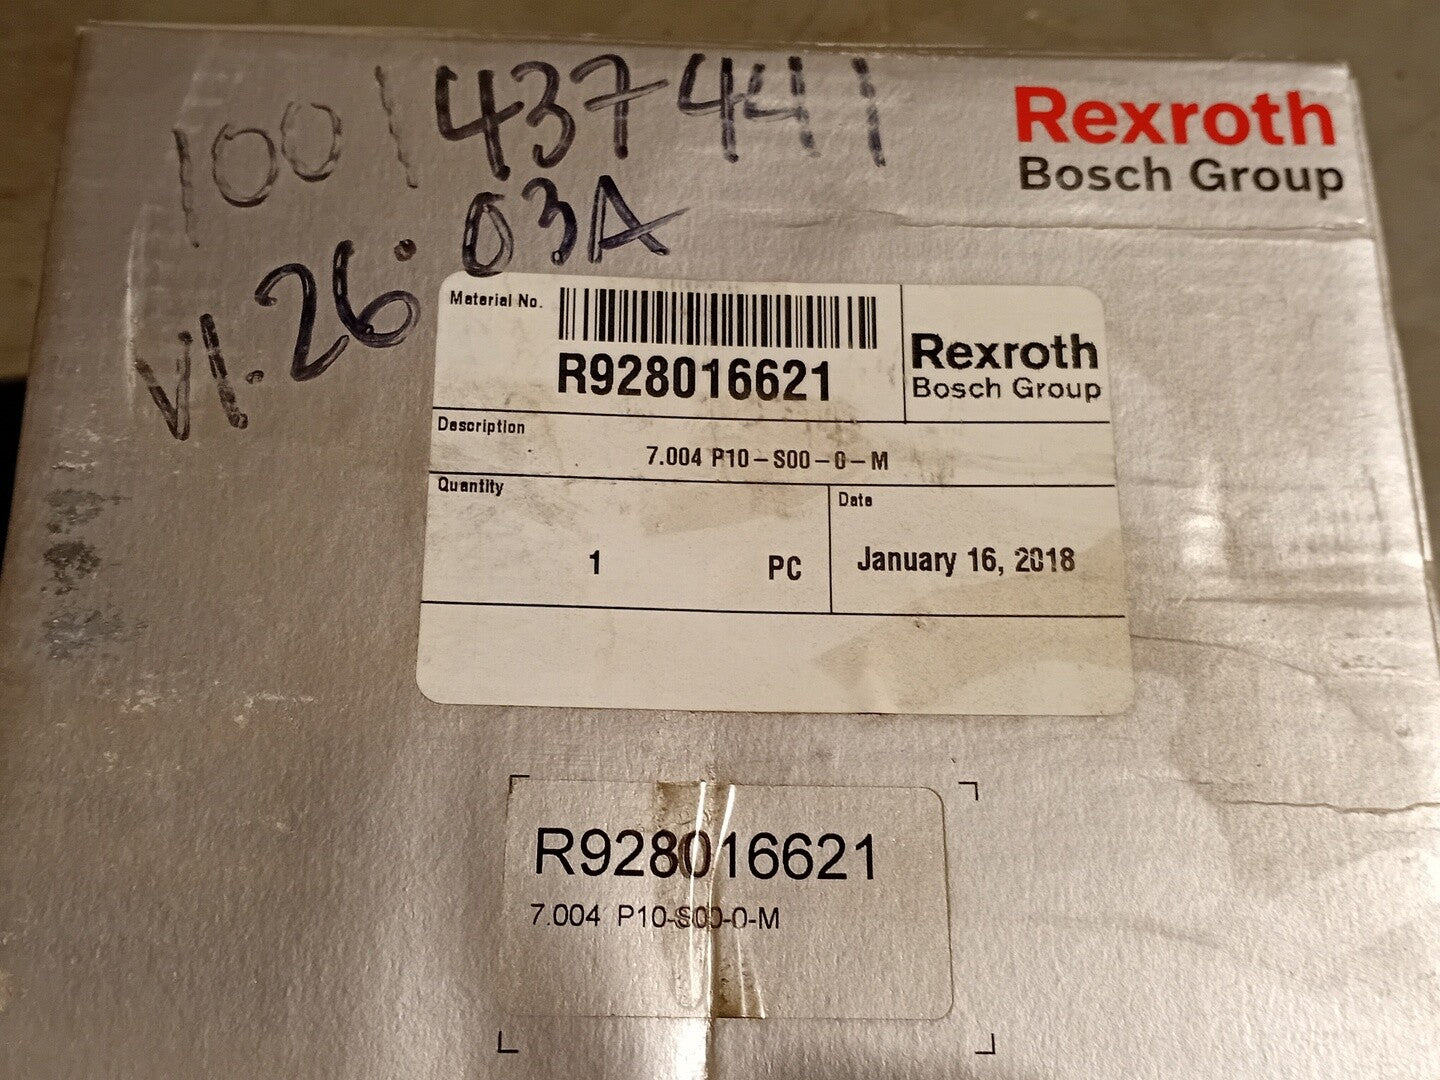 1001437441
Rexroth
Bosch Group
V1.26.03A
Material No.
R928016621
Rexroth
Bosch Group
Description
7.004 P10-S00-0-M
Quantity
Date
1 PC
January 16, 2018
R928016621
7.004 P10-S00-0-M